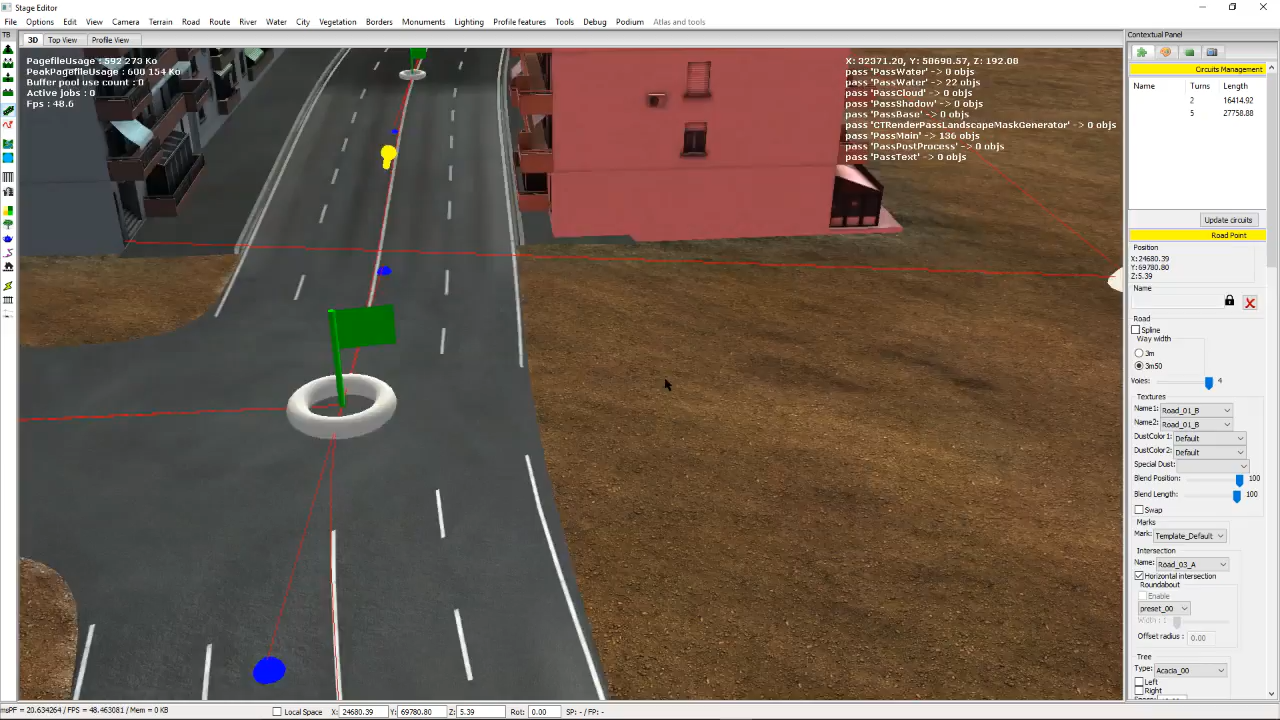 Stage Editor
File Options Edit Camera Terrain Road Route River Water City Vegetation Borders Monuments Lighting Profile features Tools Debug Podium Atlas and tools
TB
3D Top View Profile View
PagefileUsage : 592 273 Ko
PeakPagefileUsage : 600 154 Ko
Buffer pool use count : 0
Active jobs : 0
Fps : 48.6
X: 32371.20, Y: 50690.57, Z: 192.00
pass 'PassWater' -> 0 objs
pass 'PassWater' -> 22 objs
pass 'PassCloud' -> 0 objs
pass 'PassShadow' -> 0 objs
pass 'PassBase' -> 0 objs
pass 'CTRenderPassLandscapeMaskGenerator' -> 0 objs
pass 'PassMain' -> 136 objs
pass 'PassPostProcess' -> 0 objs
pass 'PassText' -> 0 objs
Contextual Panel
Circuits Management
Name Turns Length
2 16414.92
5 27758.88
Update circuits
Road Point
Position
X:24680.39
Y:69780.80
Z:5.39
Name
Road
Spline
Way width
3m
3m50
Voies: 4
Textures
Name1: Road_01_B
Name2: Road_01_B
DustColor1: Default
DustColor2: Default
Special Dust:
Blend Position: 100
Blend Length: 100
Swap
Marks
Mark: Template_Default
Intersection
Name: Road_03_A
Horizontal intersection
Roundabout
Enable
preset_00
Width :
Offset radius : 0.00
Tree
Type: Acacia_00
Left
Right
msPF = 20.634264 / FPS = 48.463081 / Mem = 0 KB
Local Space X: 24680.39 Y: 69780.80 Z: 5.39 Rot: 0.00 SP: - / FP: -